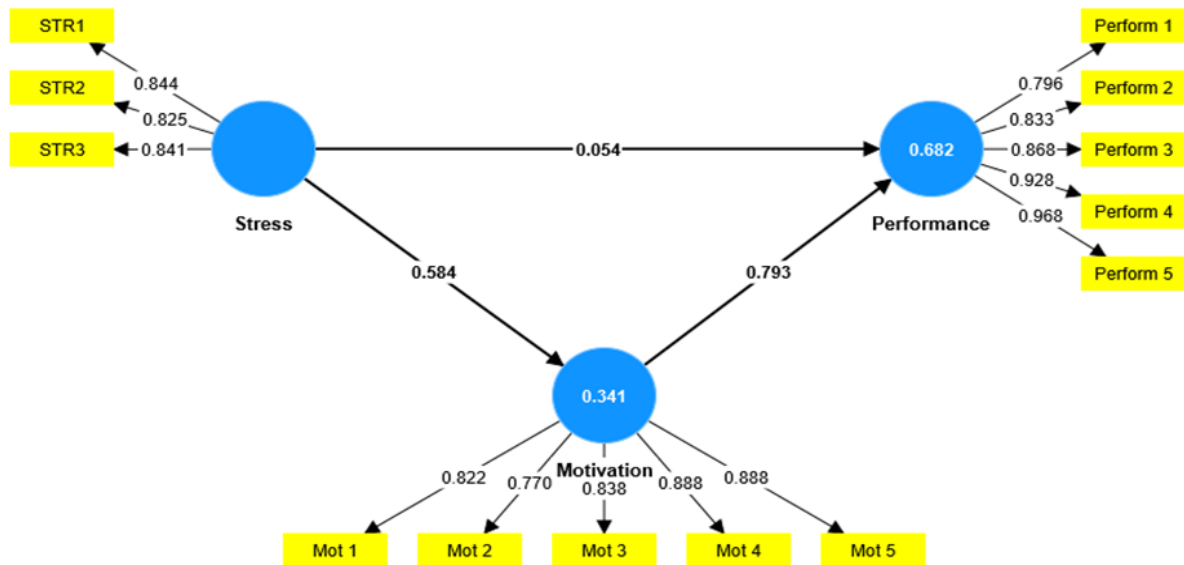 STR1
STR2
STR3
0.844
0.825
0.841
Stress
0.054
0.584
0.793
0.682
Performance
0.796
0.833
0.868
0.928
0.968
Perform 1
Perform 2
Perform 3
Perform 4
Perform 5
0.341
Motivation
0.822
0.770
0.838
0.888
0.888
Mot 1
Mot 2
Mot 3
Mot 4
Mot 5